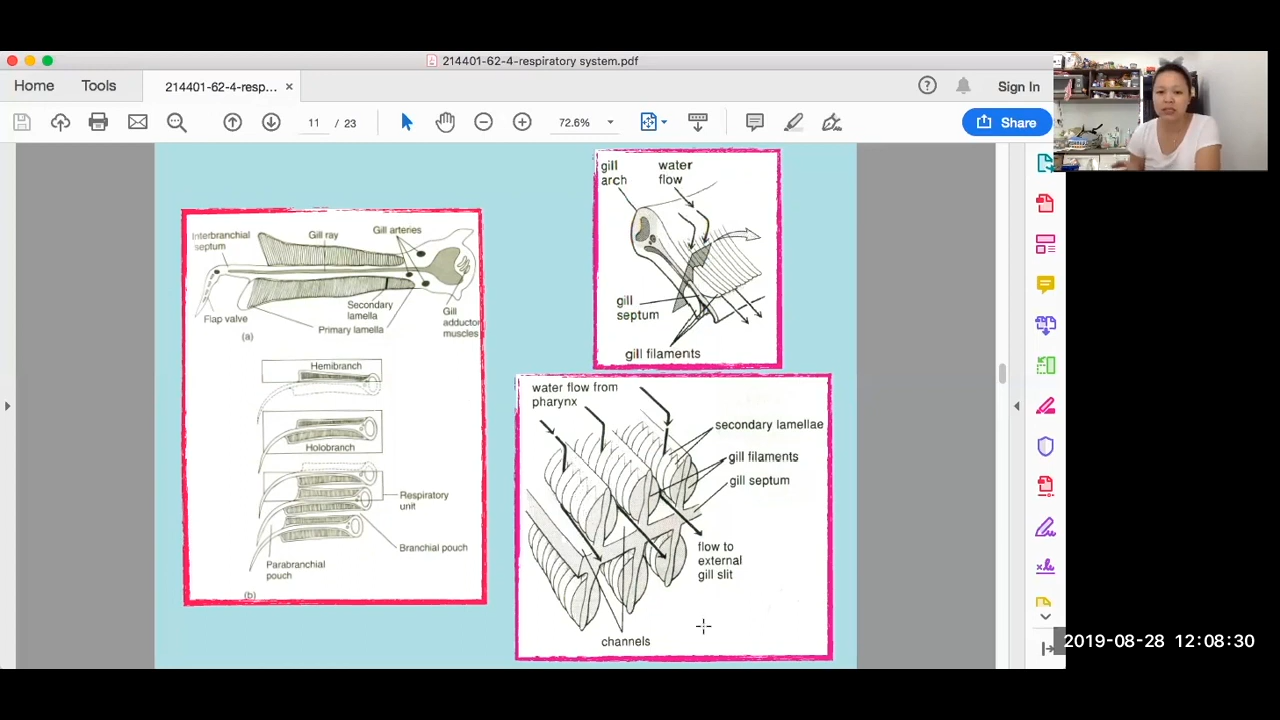 214401-62-4-respiratory system.pdf
Home
Tools
214401-62-4-resp...
Sign In
11 / 23
72.6%
Share
gill
arch
water
flow
gill
septum
gill filaments
Interbranchial
septum
Gill ray
Gill arteries
Flap valve
Secondary
lamella
Primary lamella
Gill
adductor
muscles
(a)
Hemibranch
Holobranch
Respiratory
unit
Branchial pouch
Parabranchial
pouch
(b)
water flow from
pharynx
secondary lamellae
gill filaments
gill septum
flow to
external
gill slit
channels
2019-08-28 12:08:30